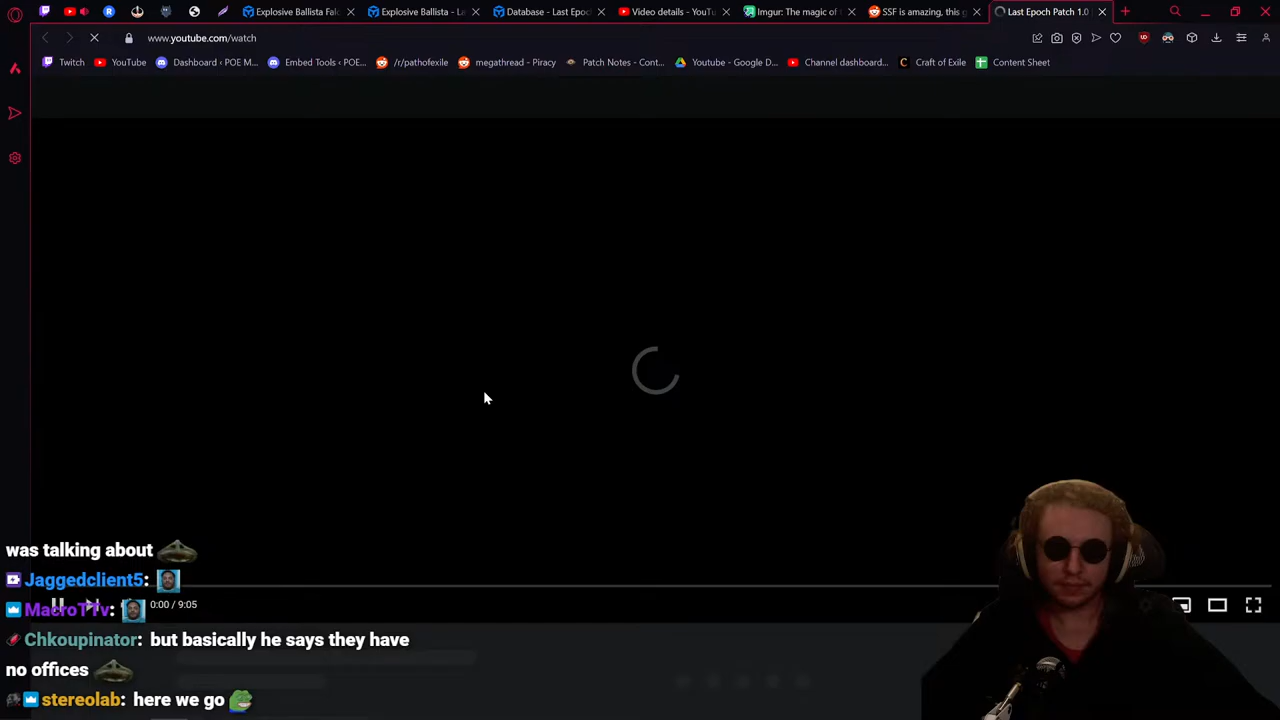 Explosive Ballista Fal
Explosive Ballista - La
Database - Last Epoc
Video details - YouTu
Imgur: The magic of
SSF is amazing, this g
Last Epoch Patch 1.0
www.youtube.com/watch
Twitch
YouTube
Dashboard ‹ POE M...
Embed Tools ‹ POE...
/r/pathofexile
megathread - Piracy
Patch Notes - Cont...
Youtube - Google D...
Channel dashboard...
Craft of Exile
Content Sheet
was talking about
Jaggedclient5:
MacroTTv:
0:00 / 9:05
Chkoupinator: but basically he says they have
no offices
stereolab: here we go